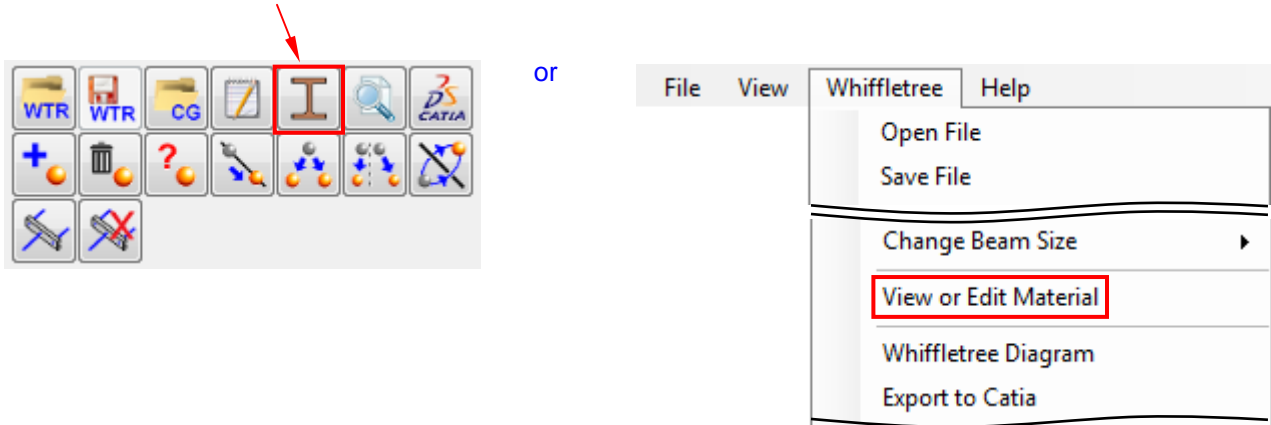 WTR
WTR
CG
DS
CATIA
?
or
File View Whiffletree Help
Open File
Save File
Change Beam Size
View or Edit Material
Whiffletree Diagram
Export to Catia